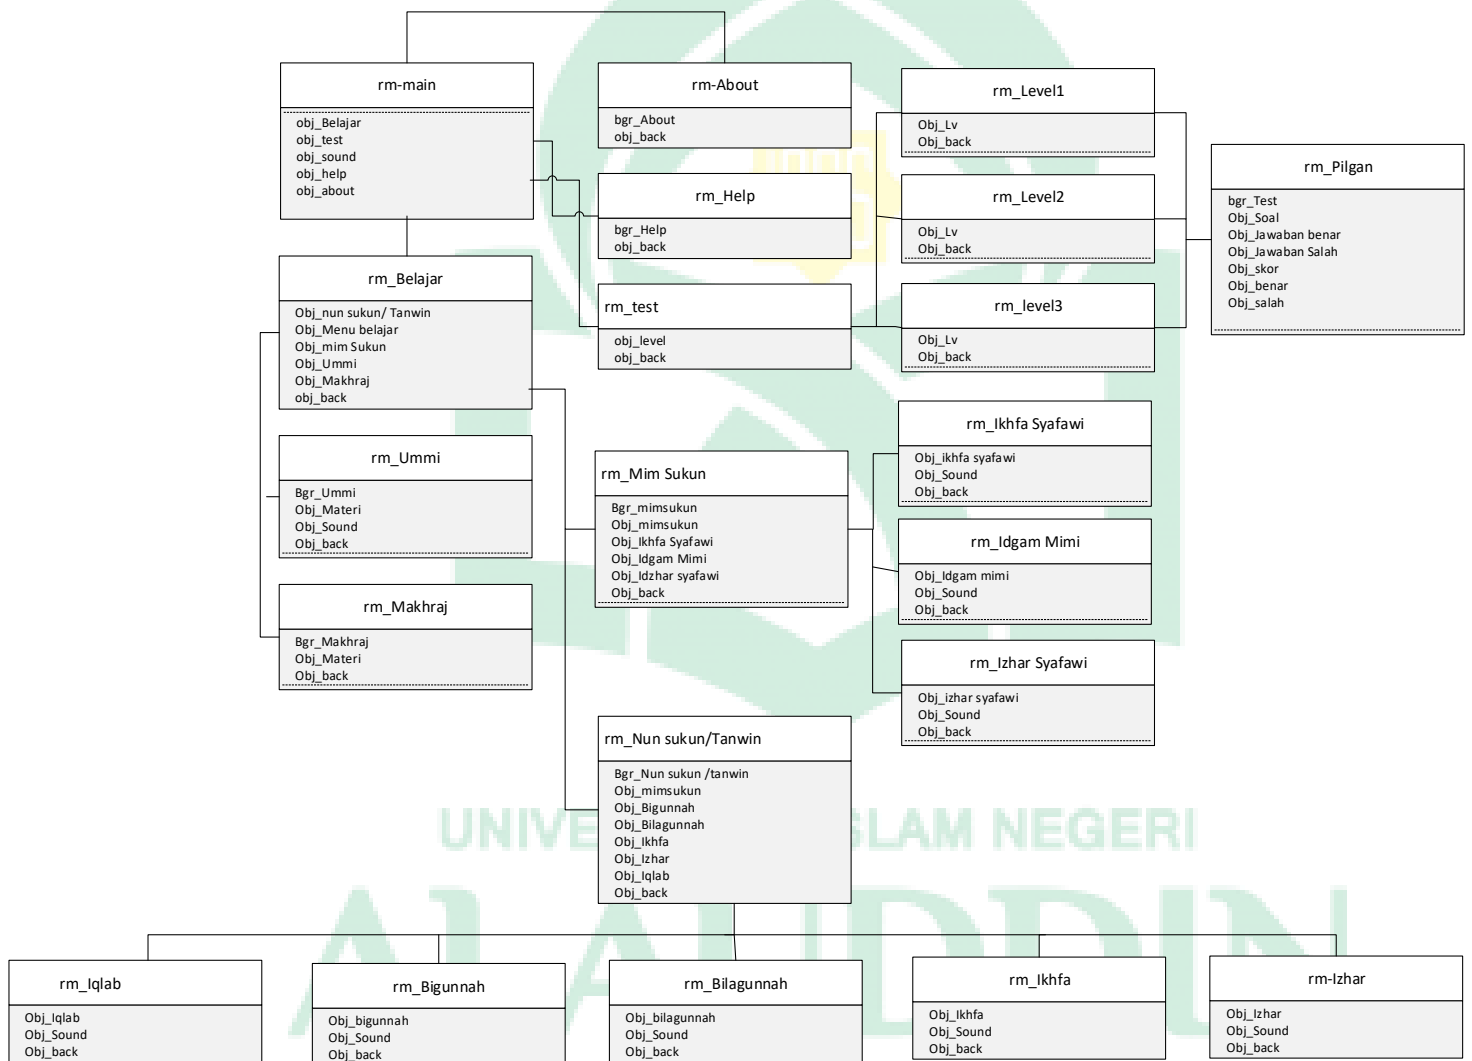 rm-main
obj_Belajar
obj_test
obj_sound
obj_help
obj_about
rm-About
bgr_About
obj_back
rm_Level1
Obj_Lv
Obj_back
rm_Pilgan
bgr_Test
Obj_Soal
Obj_Jawaban benar
Obj_Jawaban Salah
Obj_skor
Obj_benar
Obj_salah
rm_Help
bgr_Help
obj_back
rm_Level2
Obj_Lv
Obj_back
rm_Belajar
Obj_nun sukun/ Tanwin
Obj_Menu belajar
Obj_mim Sukun
Obj_Ummi
Obj_Makhraj
obj_back
rm_test
obj_level
obj_back
rm_level3
Obj_Lv
Obj_back
rm_Ummi
Bgr_Ummi
Obj_Materi
Obj_Sound
Obj_back
rm_Mim Sukun
Bgr_mimsukun
Obj_mimsukun
Obj_Ikhfa Syafawi
Obj_Idgam Mimi
Obj_Idzhar syafawi
Obj_back
rm_Ikhfa Syafawi
Obj_ikhfa syafawi
Obj_Sound
Obj_back
rm_Idgam Mimi
Obj_Idgam mimi
Obj_Sound
Obj_back
rm_Makhraj
Bgr_Makhraj
Obj_Materi
Obj_back
rm_Izhar Syafawi
Obj_izhar syafawi
Obj_Sound
Obj_back
rm_Nun sukun/Tanwin
Bgr_Nun sukun /tanwin
Obj_mimsukun
Obj_Bigunnah
Obj_Bilagunnah
Obj_Ikhfa
Obj_Izhar
Obj_Iqlab
Obj_back
UNIVE SLAM NEGERI
ALAUDDIN
rm_Iqlab
Obj_Iqlab
Obj_Sound
Obj_back
rm_Bigunnah
Obj_bigunnah
Obj_Sound
Obj_back
rm_Bilagunnah
Obj_bilagunnah
Obj_Sound
Obj_back
rm_Ikhfa
Obj_Ikhfa
Obj_Sound
Obj_back
rm-Izhar
Obj_Izhar
Obj_Sound
Obj_back